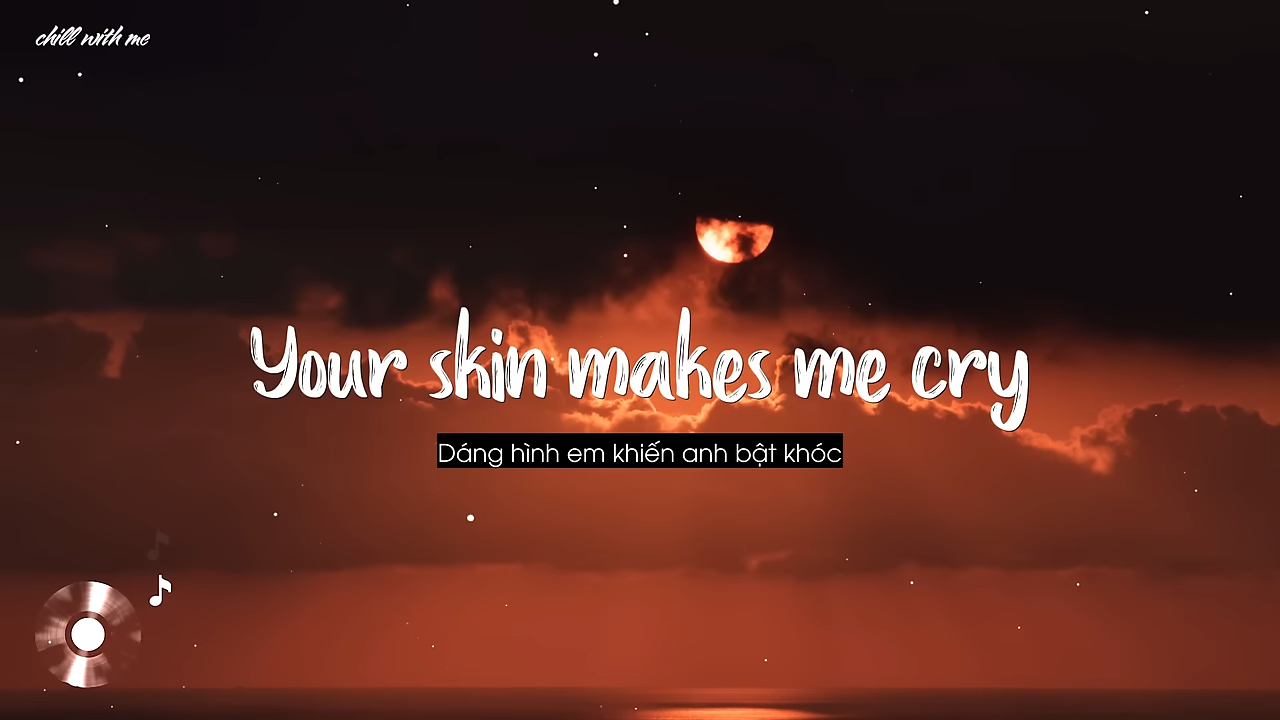 chill with me
Your skin makes me cry
Dáng hình em khiến anh bật khóc